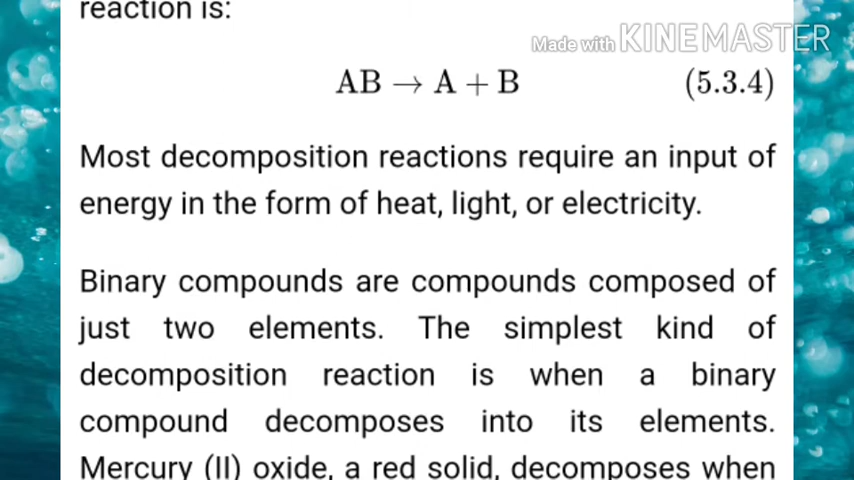 reaction is:
Made with KINEMASTER
AB → A + B (5.3.4)
Most decomposition reactions require an input of
energy in the form of heat, light, or electricity.
Binary compounds are compounds composed of
just two elements. The simplest kind of
decomposition reaction is when a binary
compound decomposes into its elements.
Mercury (II) oxide, a red solid, decomposes when